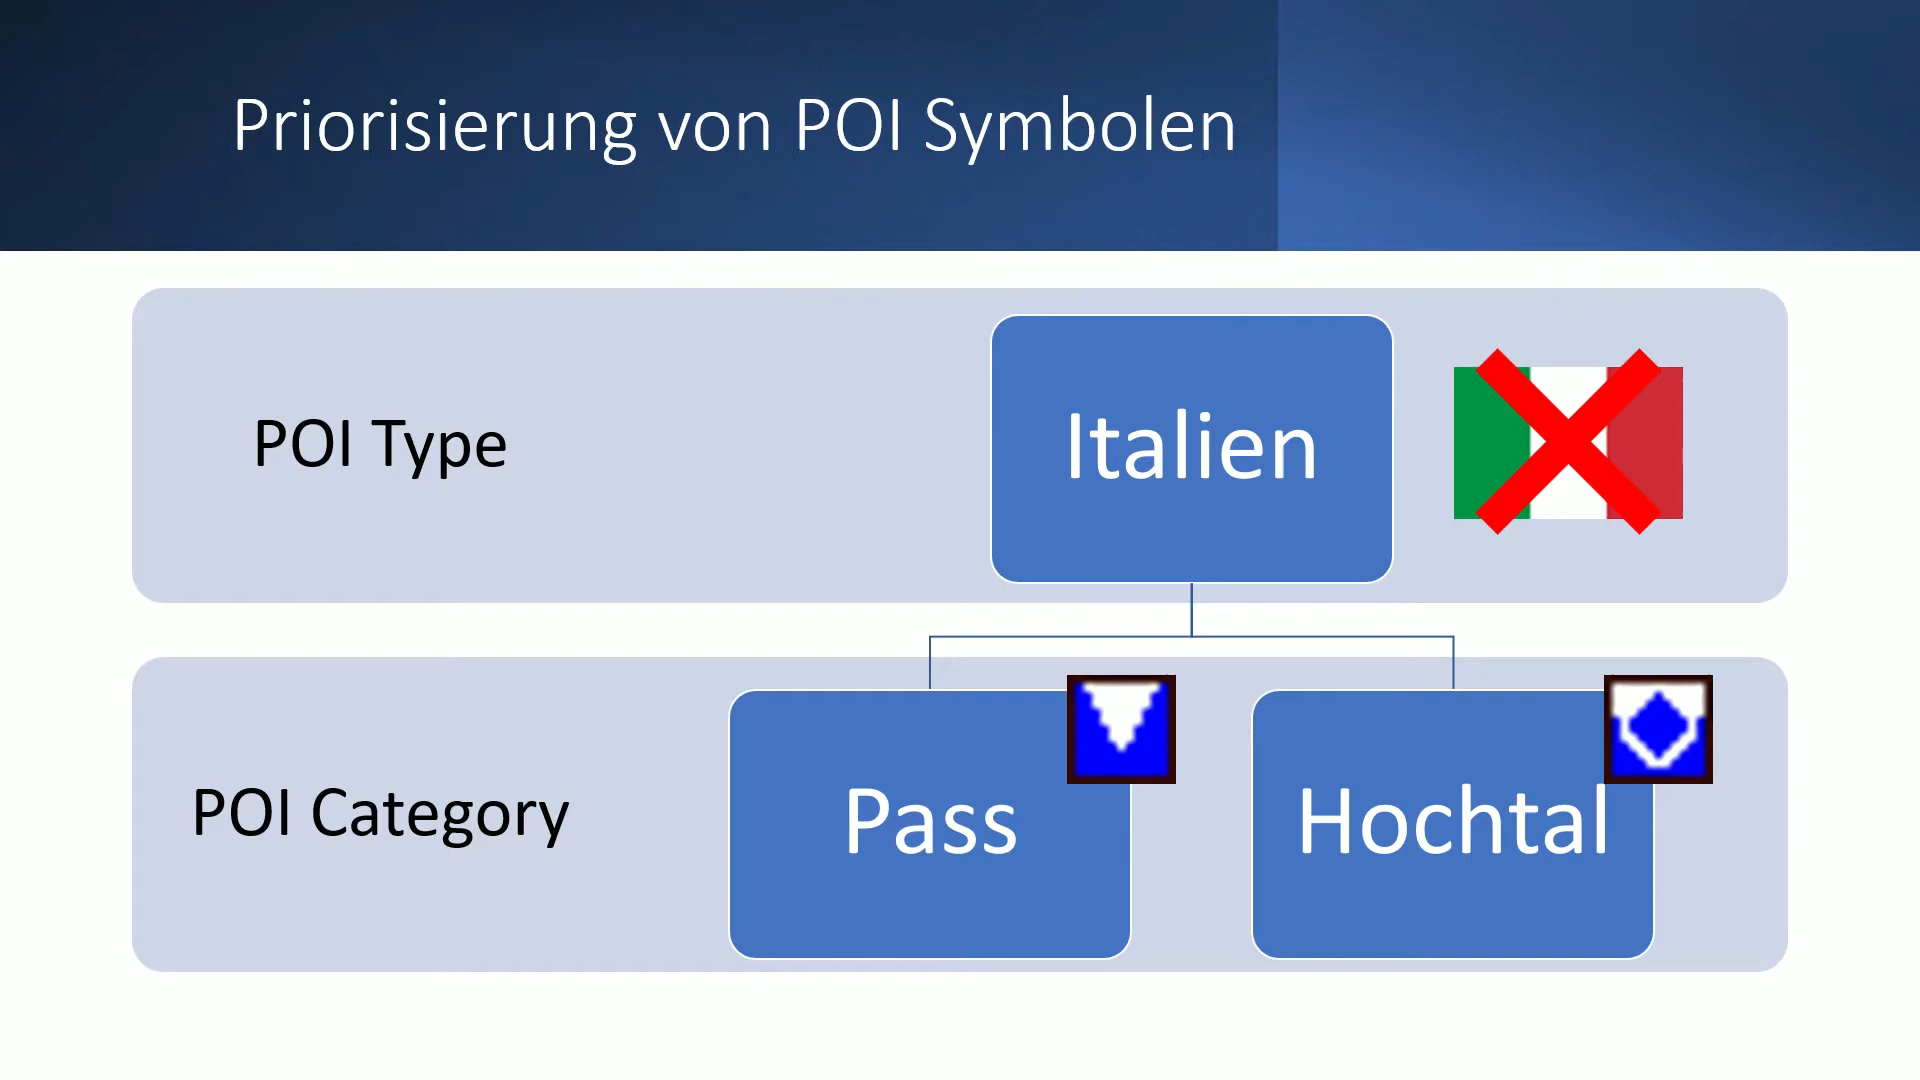 Priorisierung von POI Symbolen
POI Type
Italien
POI Category
Pass
Hochtal